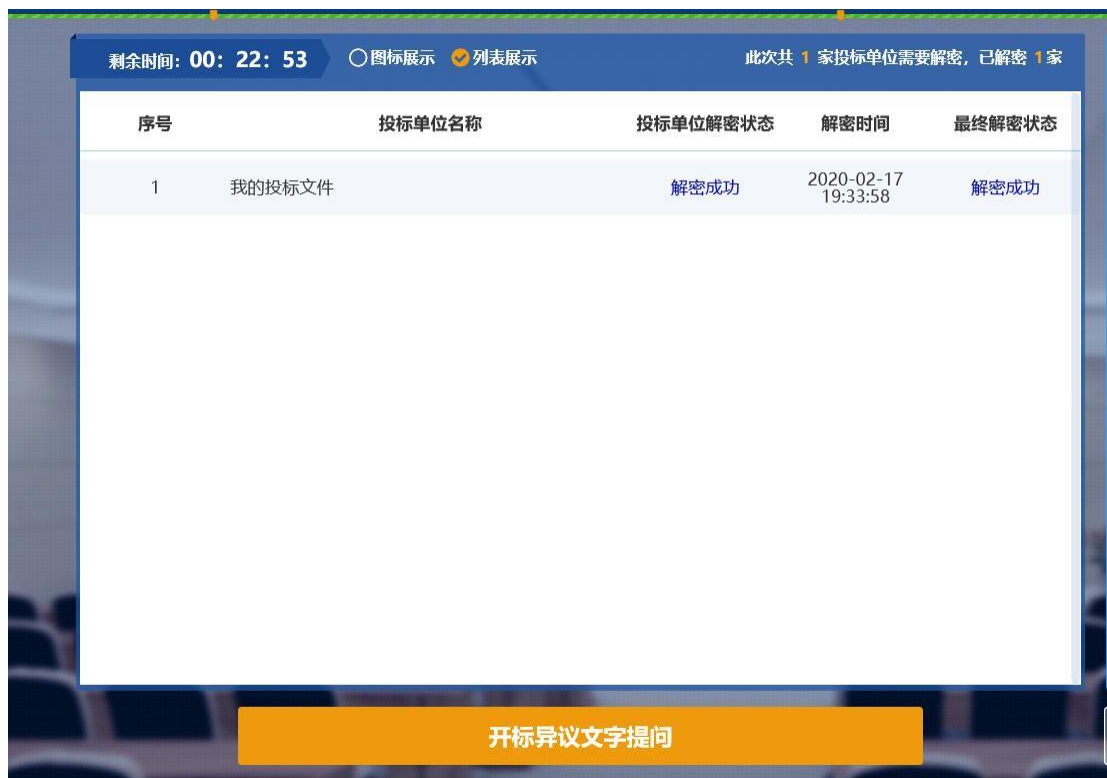 剩余时间：00：22：53 图标展示 列表展示 此次共 1 家投标单位需要解密，已解密 1家
序号 投标单位名称 投标单位解密状态 解密时间 最终解密状态
1 我的投标文件 解密成功 2020-02-17 19:33:58 解密成功
开标异议文字提问